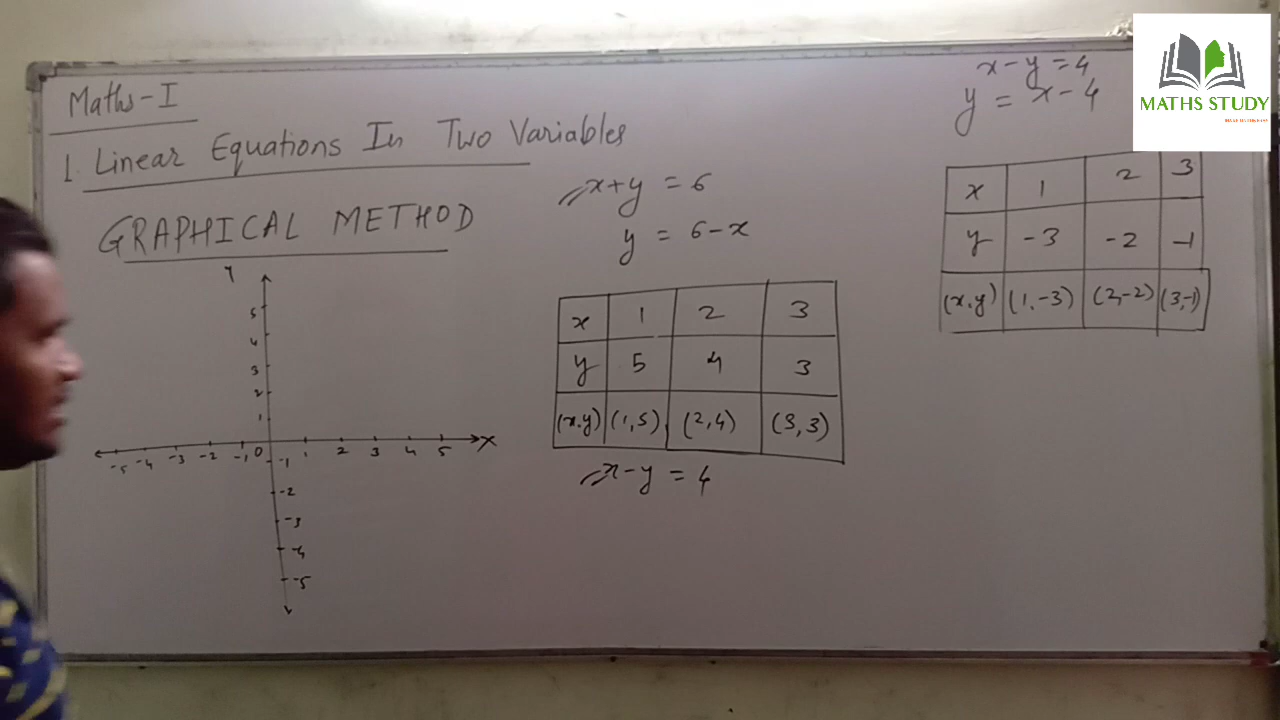 Maths-I
1. Linear Equations In Two Variables
GRAPHICAL METHOD
Y
5
4
3
2
1
-5 -4 -3 -2 -1 0 1 2 3 4 5 X
-1
-2
-3
-4
-5
x+y = 6
y = 6-x
x 1 2 3
y 5 4 3
(x,y) (1,5) (2,4) (3,3)
x-y = 4
x-y = 4
y = x-4
x 1 2 3
y -3 -2 -1
(x,y) (1,-3) (2,-2) (3,-1)
MATHS STUDY